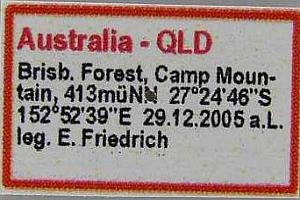 Australia - QLD
Brisb. Forest, Camp Moun-
tain, 413müNN 27°24'46"S
152°52'39"E 29.12.2005 a.L.
leg. E. Friedrich